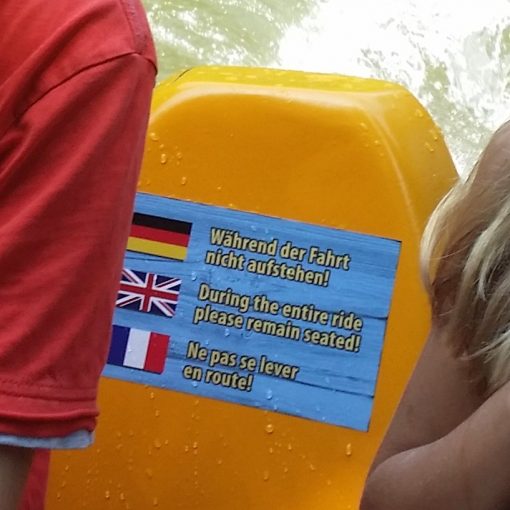 Während der Fahrt
nicht aufstehen!
During the entire ride
please remain seated!
Ne pas se lever
en route!